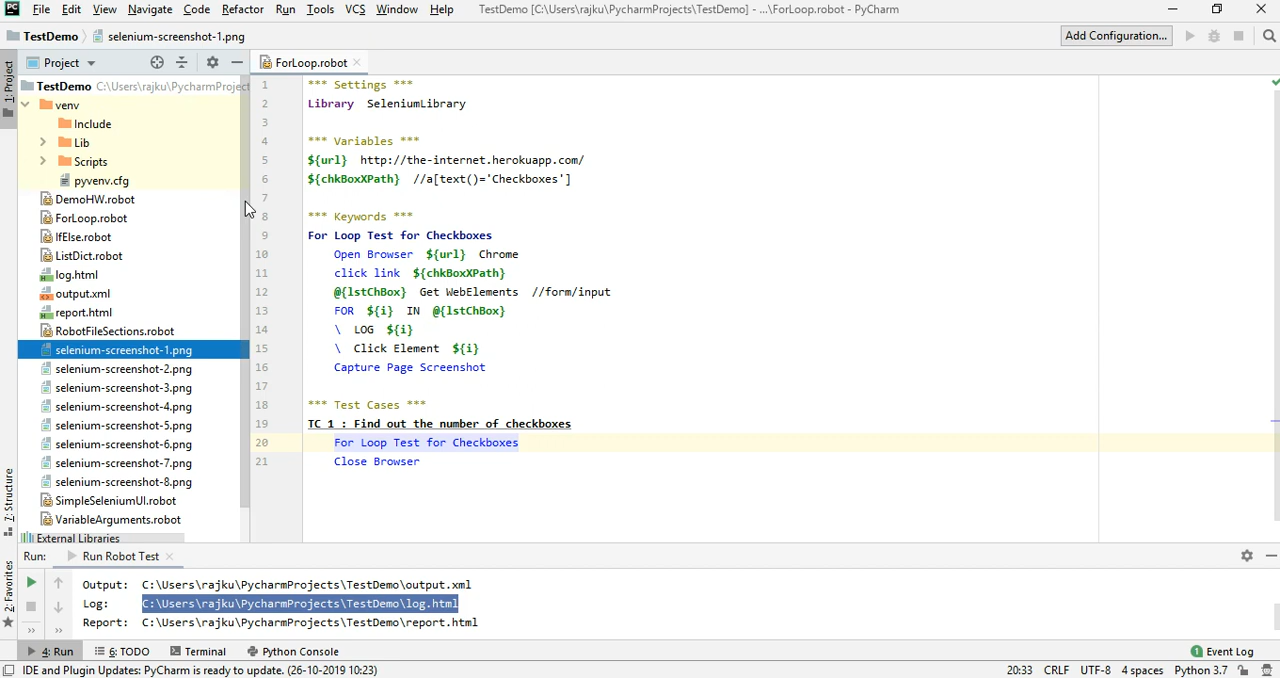 PC File Edit View Navigate Code Refactor Run Tools VCS Window Help TestDemo [C:\Users\rajku\PycharmProjects\TestDemo] - ...\ForLoop.robot - PyCharm
TestDemo selenium-screenshot-1.png Add Configuration...
1: Project
Project
ForLoop.robot
TestDemo C:\Users\rajku\PycharmProject
venv
Include
Lib
Scripts
pyvenv.cfg
DemoHW.robot
ForLoop.robot
IfElse.robot
ListDict.robot
log.html
output.xml
report.html
RobotFileSections.robot
selenium-screenshot-1.png
selenium-screenshot-2.png
selenium-screenshot-3.png
selenium-screenshot-4.png
selenium-screenshot-5.png
selenium-screenshot-6.png
selenium-screenshot-7.png
selenium-screenshot-8.png
SimpleSeleniumUI.robot
VariableArguments.robot
External Libraries
1 *** Settings ***
2 Library SeleniumLibrary
3
4 *** Variables ***
5 ${url} http://the-internet.herokuapp.com/
6 ${chkBoxXPath} //a[text()='Checkboxes']
7
8 *** Keywords ***
9 For Loop Test for Checkboxes
10 Open Browser ${url} Chrome
11 click link ${chkBoxXPath}
12 @{lstChBox} Get WebElements //form/input
13 FOR ${i} IN @{lstChBox}
14 \ LOG ${i}
15 \ Click Element ${i}
16 Capture Page Screenshot
17
18 *** Test Cases ***
19 TC 1 : Find out the number of checkboxes
20 For Loop Test for Checkboxes
21 Close Browser
Z: Structure
2: Favorites
Run: Run Robot Test
Output: C:\Users\rajku\PycharmProjects\TestDemo\output.xml
Log: C:\Users\rajku\PycharmProjects\TestDemo\log.html
Report: C:\Users\rajku\PycharmProjects\TestDemo\report.html
4: Run 6: TODO Terminal Python Console 1 Event Log
IDE and Plugin Updates: PyCharm is ready to update. (26-10-2019 10:23) 20:33 CRLF UTF-8 4 spaces Python 3.7